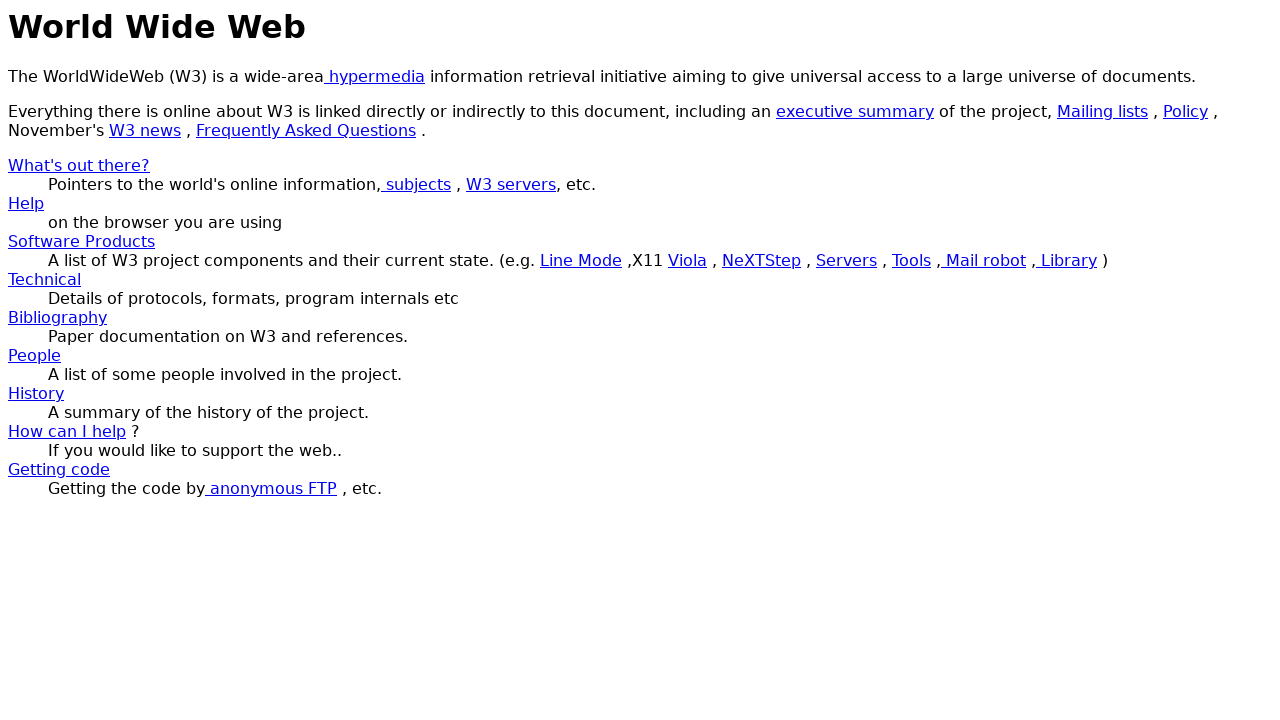 World Wide Web
The WorldWideWeb (W3) is a wide-area hypermedia information retrieval initiative aiming to give universal access to a large universe of documents.
Everything there is online about W3 is linked directly or indirectly to this document, including an executive summary of the project, Mailing lists , Policy ,
November's W3 news , Frequently Asked Questions .
What's out there?
Pointers to the world's online information, subjects , W3 servers, etc.
Help
on the browser you are using
Software Products
A list of W3 project components and their current state. (e.g. Line Mode ,X11 Viola , NeXTStep , Servers , Tools , Mail robot , Library )
Technical
Details of protocols, formats, program internals etc
Bibliography
Paper documentation on W3 and references.
People
A list of some people involved in the project.
History
A summary of the history of the project.
How can I help ?
If you would like to support the web..
Getting code
Getting the code by anonymous FTP , etc.